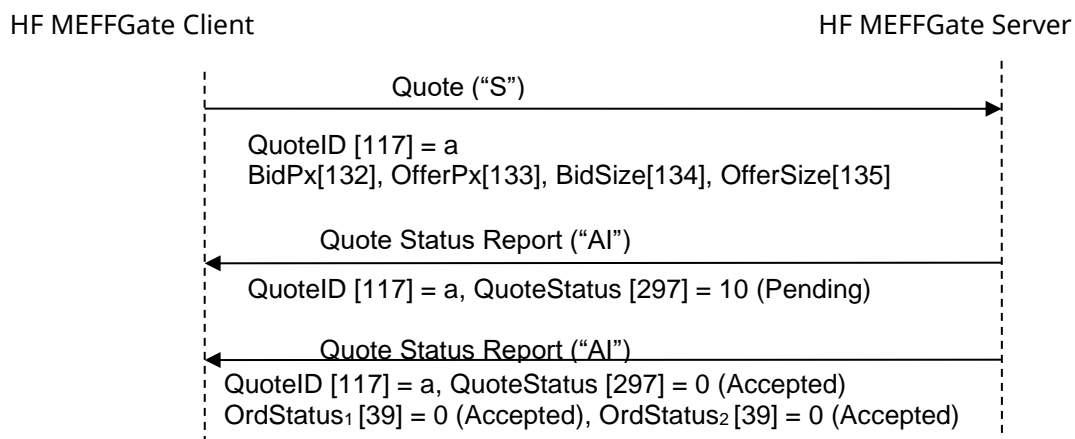 HF MEFFGate Client HF MEFFGate Server
Quote (“S”)
QuoteID [117] = a
BidPx[132], OfferPx[133], BidSize[134], OfferSize[135]
Quote Status Report (“AI”)
QuoteID [117] = a, QuoteStatus [297] = 10 (Pending)
Quote Status Report (“AI”)
QuoteID [117] = a, QuoteStatus [297] = 0 (Accepted)
OrdStatus₁ [39] = 0 (Accepted), OrdStatus₂ [39] = 0 (Accepted)